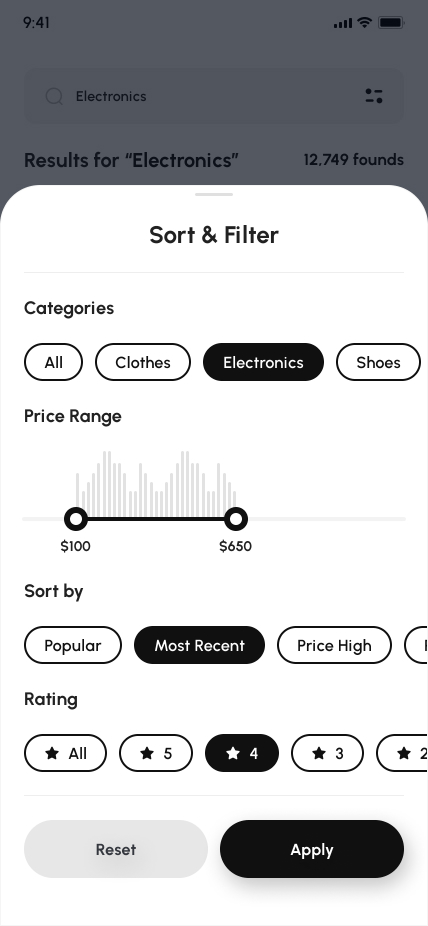 9:41
Electronics
Results for “Electronics” 12,749 founds
Sort & Filter
Categories
All Clothes Electronics Shoes
Price Range
$100 $650
Sort by
Popular Most Recent Price High
Rating
All 5 4 3 2
Reset Apply